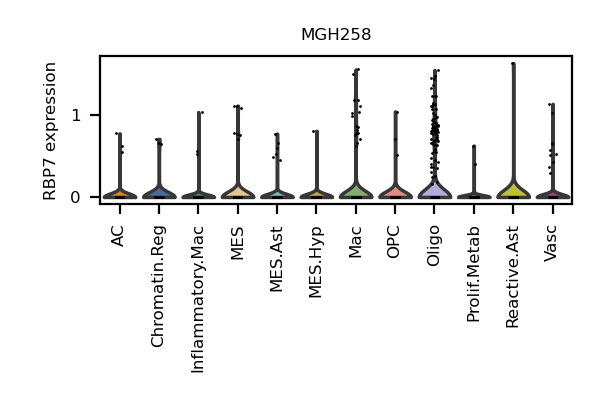 MGH258
RBP7 expression
1
0
AC
Chromatin.Reg
Inflammatory.Mac
MES
MES.Ast
MES.Hyp
Mac
OPC
Oligo
Prolif.Metab
Reactive.Ast
Vasc